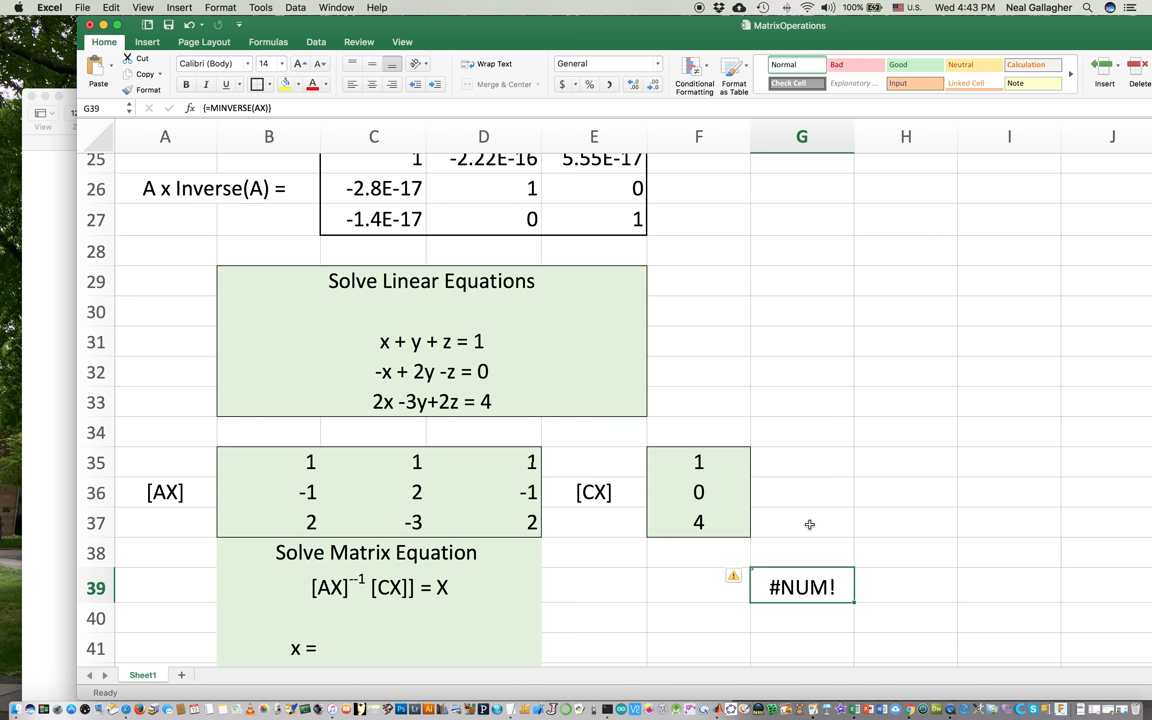 Excel File Edit View Insert Format Tools Data Window Help 100% U.S. Wed 4:43 PM Neal Gallagher
MatrixOperations
Home Insert Page Layout Formulas Data Review View
Paste Cut Copy Format
Calibri (Body) 14 A A Wrap Text General Normal Bad Good Neutral Calculation
B I U A Merge & Center $ % Conditional Formatting Format as Table Check Cell Explanatory ... Input Linked Cell Note Insert Delete
View
G39 fx {=MINVERSE(AX)}
A B C D E F G H I J
25 1 -2.22E-16 5.55E-17
26 A x Inverse(A) = -2.8E-17 1 0
27 -1.4E-17 0 1
28
29 Solve Linear Equations
30
31 x + y + z = 1
32 -x + 2y -z = 0
33 2x -3y+2z = 4
34
35 1 1 1 1
36 [AX] -1 2 -1 [CX] 0
37 2 -3 2 4
38 Solve Matrix Equation
39 [AX]--1 [CX]] = X #NUM!
40
41 x =
Sheet1 +
Ready